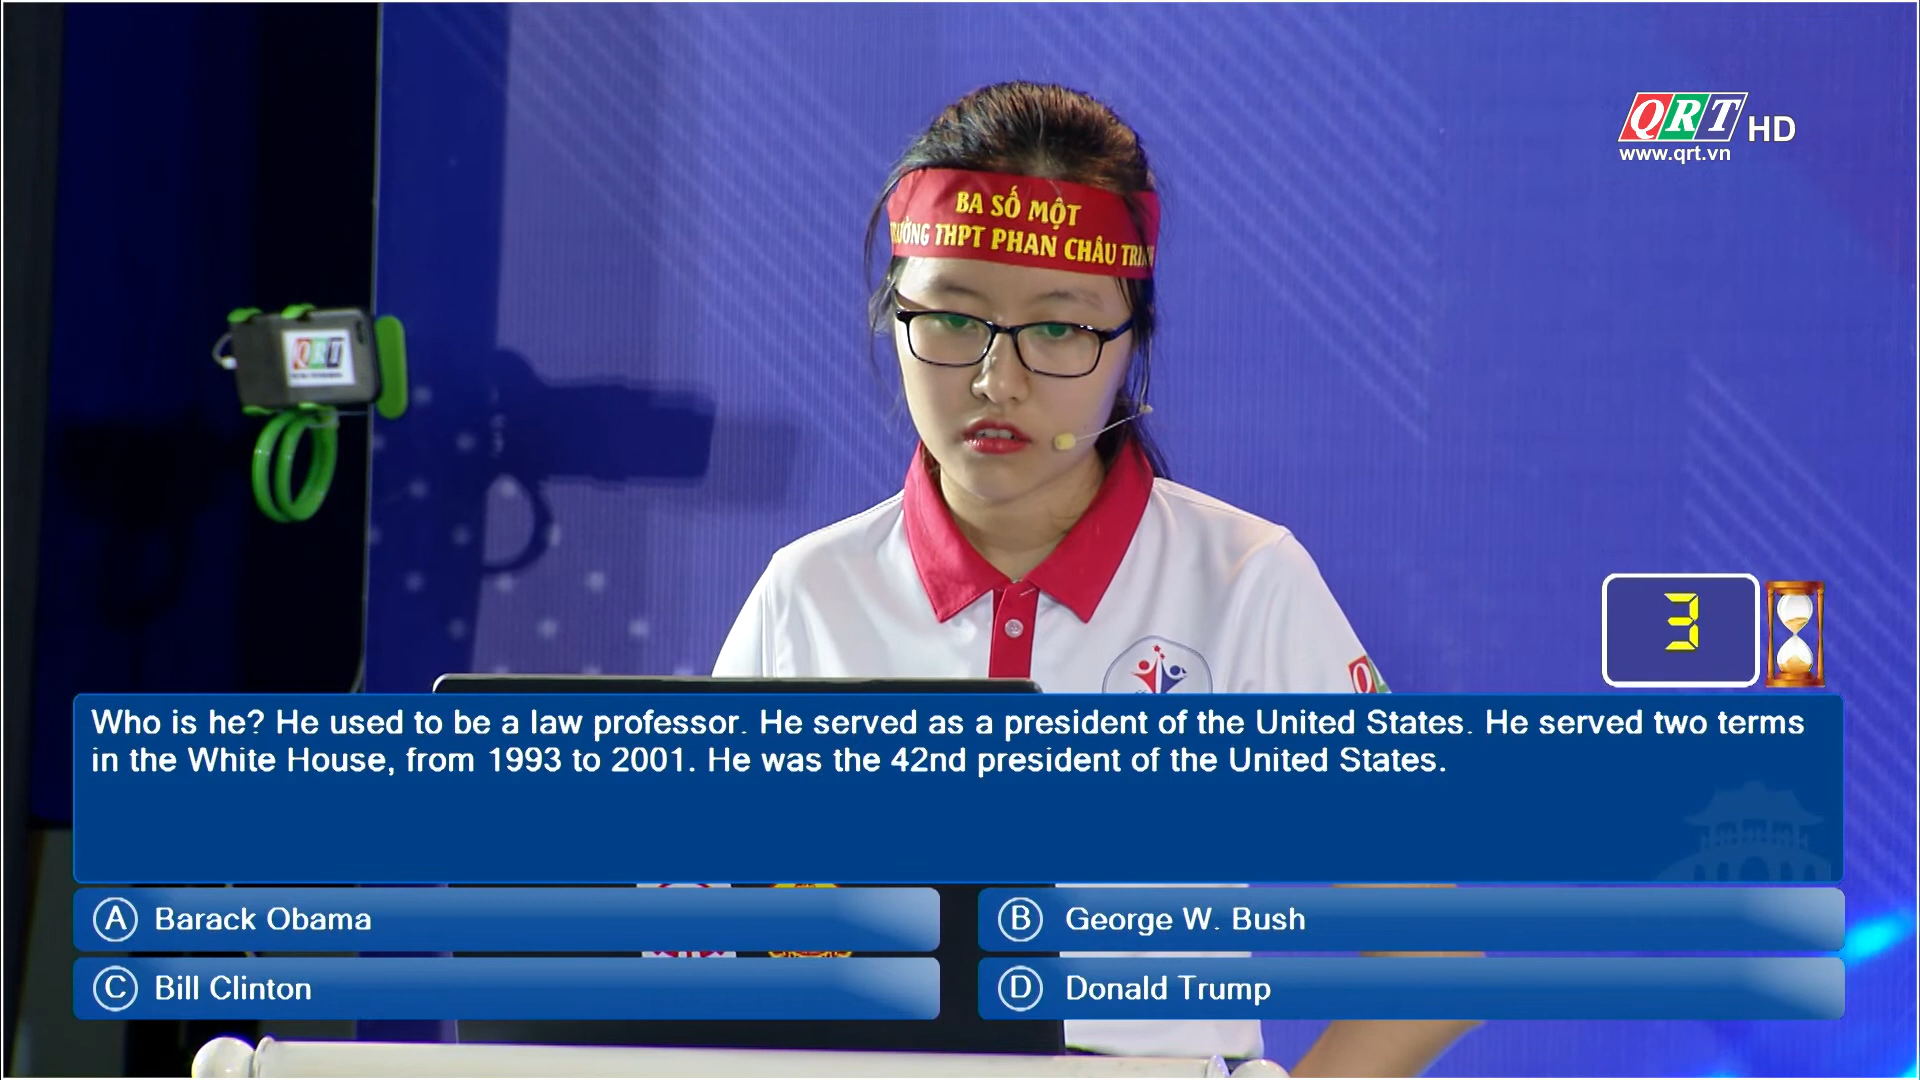 QRT HD
www.qrt.vn
BA SỐ MỘT
THPT PHAN CHÂU
QRT
3
Who is he? He used to be a law professor. He served as a president of the United States. He served two terms
in the White House, from 1993 to 2001. He was the 42nd president of the United States.
A Barack Obama
B George W. Bush
C Bill Clinton
D Donald Trump